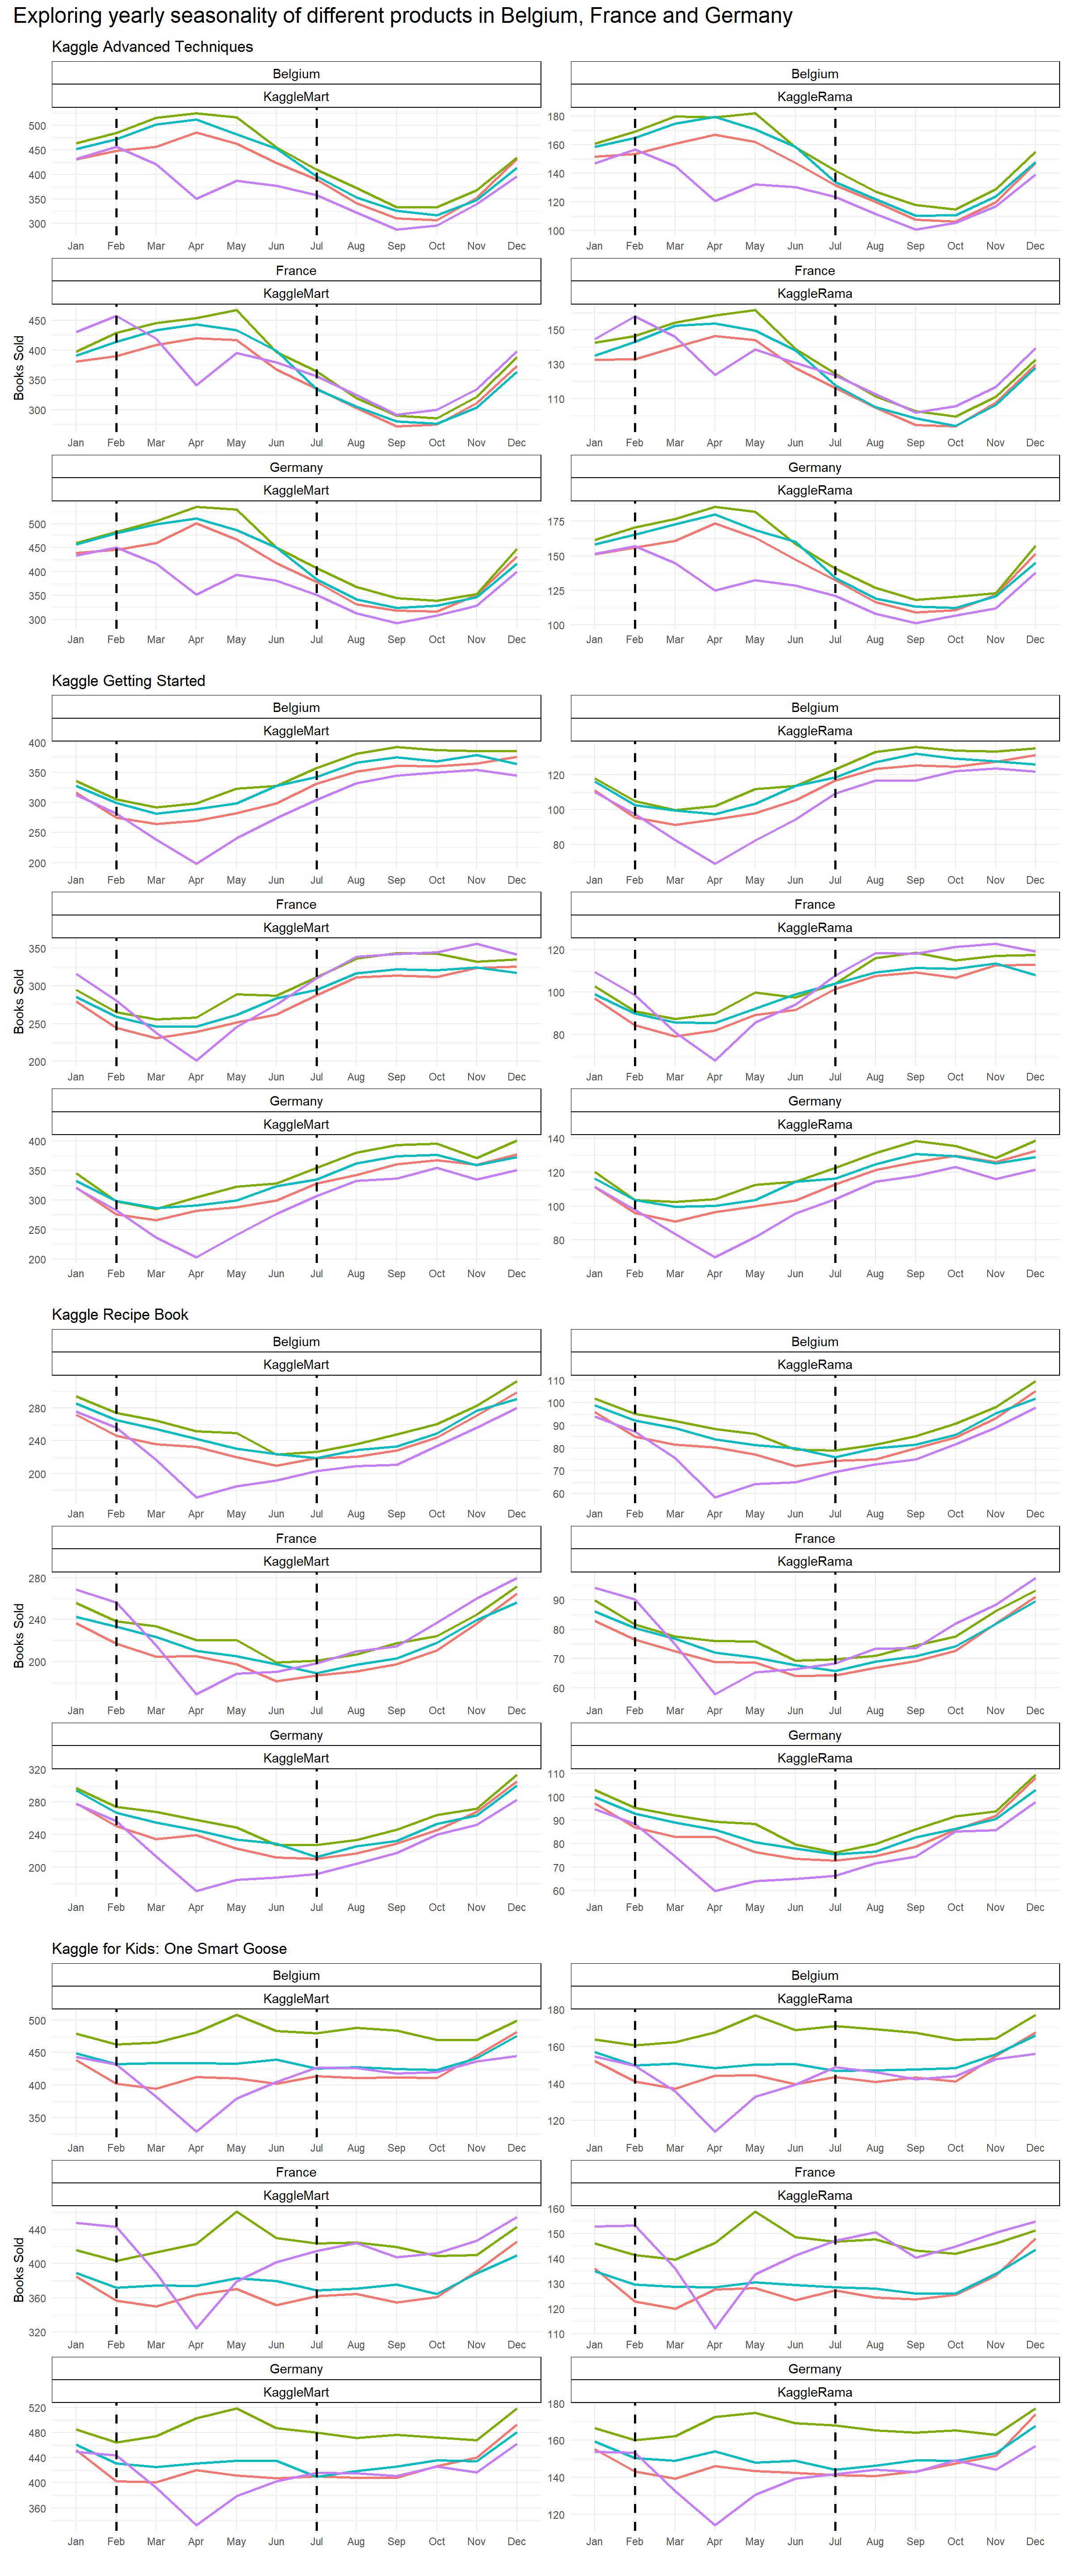 Exploring yearly seasonality of different products in Belgium, France and Germany
Kaggle Advanced Techniques
Belgium Belgium
KaggleMart KaggleRama
500 450 400 350 300
180 160 140 120 100
Jan Feb Mar Apr May Jun Jul Aug Sep Oct Nov Dec Jan Feb Mar Apr May Jun Jul Aug Sep Oct Nov Dec
France France
KaggleMart KaggleRama
Books Sold
450 400 350 300
150 130 110
Jan Feb Mar Apr May Jun Jul Aug Sep Oct Nov Dec Jan Feb Mar Apr May Jun Jul Aug Sep Oct Nov Dec
Germany Germany
KaggleMart KaggleRama
500 450 400 350 300
175 150 125 100
Jan Feb Mar Apr May Jun Jul Aug Sep Oct Nov Dec Jan Feb Mar Apr May Jun Jul Aug Sep Oct Nov Dec
Kaggle Getting Started
Belgium Belgium
KaggleMart KaggleRama
400 350 300 250 200
120 100 80
Jan Feb Mar Apr May Jun Jul Aug Sep Oct Nov Dec Jan Feb Mar Apr May Jun Jul Aug Sep Oct Nov Dec
France France
KaggleMart KaggleRama
Books Sold
350 300 250 200
120 100 80
Jan Feb Mar Apr May Jun Jul Aug Sep Oct Nov Dec Jan Feb Mar Apr May Jun Jul Aug Sep Oct Nov Dec
Germany Germany
KaggleMart KaggleRama
400 350 300 250 200
140 120 100 80
Jan Feb Mar Apr May Jun Jul Aug Sep Oct Nov Dec Jan Feb Mar Apr May Jun Jul Aug Sep Oct Nov Dec
Kaggle Recipe Book
Belgium Belgium
KaggleMart KaggleRama
280 240 200
110 100 90 80 70 60
Jan Feb Mar Apr May Jun Jul Aug Sep Oct Nov Dec Jan Feb Mar Apr May Jun Jul Aug Sep Oct Nov Dec
France France
KaggleMart KaggleRama
Books Sold
280 240 200
90 80 70 60
Jan Feb Mar Apr May Jun Jul Aug Sep Oct Nov Dec Jan Feb Mar Apr May Jun Jul Aug Sep Oct Nov Dec
Germany Germany
KaggleMart KaggleRama
320 280 240 200
110 100 90 80 70 60
Jan Feb Mar Apr May Jun Jul Aug Sep Oct Nov Dec Jan Feb Mar Apr May Jun Jul Aug Sep Oct Nov Dec
Kaggle for Kids: One Smart Goose
Belgium Belgium
KaggleMart KaggleRama
500 450 400 350
180 160 140 120
Jan Feb Mar Apr May Jun Jul Aug Sep Oct Nov Dec Jan Feb Mar Apr May Jun Jul Aug Sep Oct Nov Dec
France France
KaggleMart KaggleRama
Books Sold
440 400 360 320
160 150 140 130 120 110
Jan Feb Mar Apr May Jun Jul Aug Sep Oct Nov Dec Jan Feb Mar Apr May Jun Jul Aug Sep Oct Nov Dec
Germany Germany
KaggleMart KaggleRama
520 480 440 400 360
180 160 140 120
Jan Feb Mar Apr May Jun Jul Aug Sep Oct Nov Dec Jan Feb Mar Apr May Jun Jul Aug Sep Oct Nov Dec